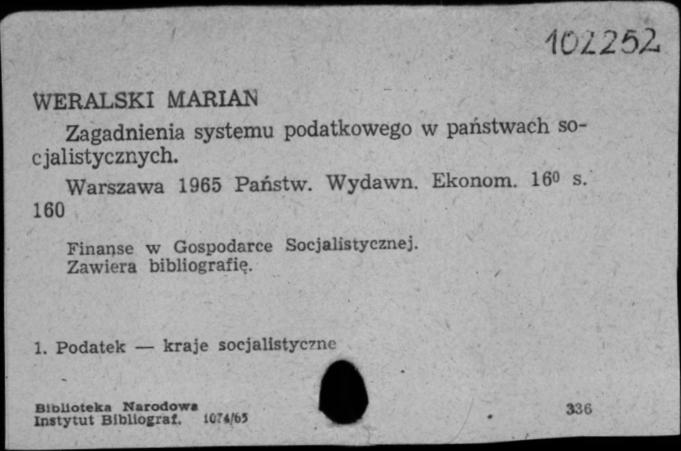 102252
WERALSKI MARIAN
Zagadnienia systemu podatkowego w państwach so-
cjalistycznych.
Warszawa 1965 Państw. Wydawn. Ekonom. 16⁰ s.
160
Finanse w Gospodarce Socjalistycznej.
Zawiera bibliografię.
1. Podatek — kraje socjalistyczne
Biblioteka Narodowa
Instytut Bibliograf. 1074/65
336